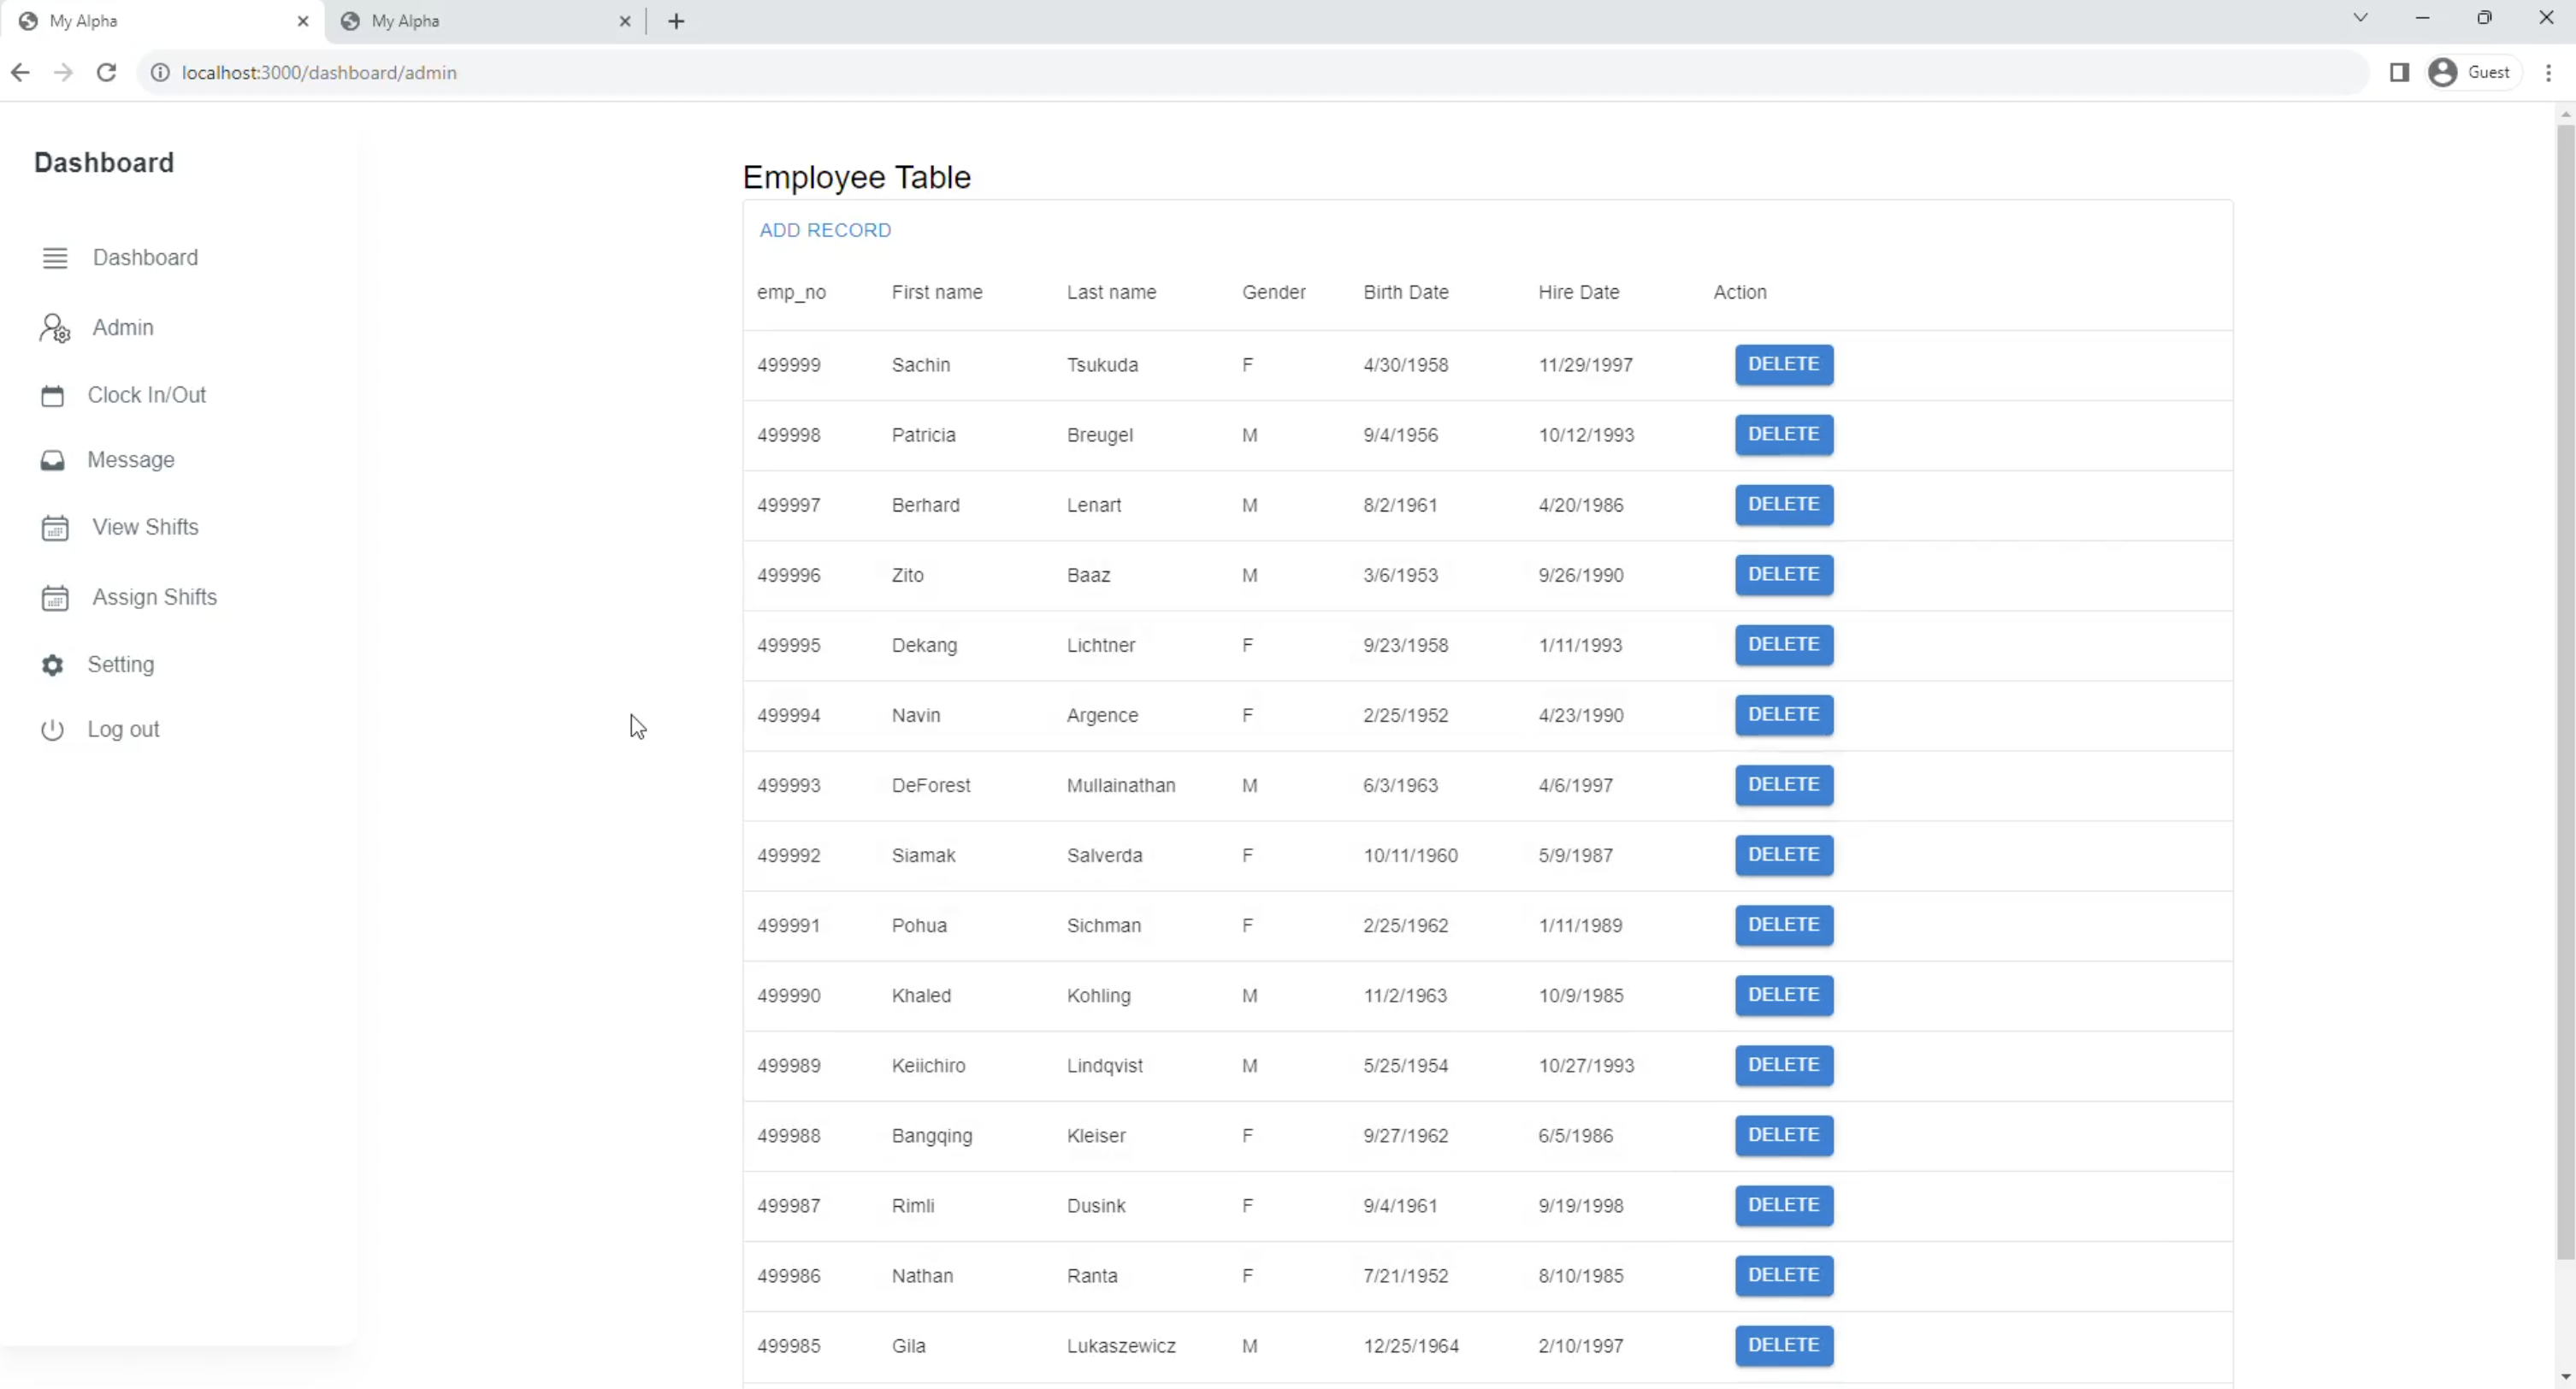 My Alpha
My Alpha
localhost:3000/dashboard/admin
Guest
Dashboard
Dashboard
Admin
Clock In/Out
Message
View Shifts
Assign Shifts
Setting
Log out
Employee Table
ADD RECORD
emp_no First name Last name Gender Birth Date Hire Date Action
499999 Sachin Tsukuda F 4/30/1958 11/29/1997 DELETE
499998 Patricia Breugel M 9/4/1956 10/12/1993 DELETE
499997 Berhard Lenart M 8/2/1961 4/20/1986 DELETE
499996 Zito Baaz M 3/6/1953 9/26/1990 DELETE
499995 Dekang Lichtner F 9/23/1958 1/11/1993 DELETE
499994 Navin Argence F 2/25/1952 4/23/1990 DELETE
499993 DeForest Mullainathan M 6/3/1963 4/6/1997 DELETE
499992 Siamak Salverda F 10/11/1960 5/9/1987 DELETE
499991 Pohua Sichman F 2/25/1962 1/11/1989 DELETE
499990 Khaled Kohling M 11/2/1963 10/9/1985 DELETE
499989 Keiichiro Lindqvist M 5/25/1954 10/27/1993 DELETE
499988 Bangqing Kleiser F 9/27/1962 6/5/1986 DELETE
499987 Rimli Dusink F 9/4/1961 9/19/1998 DELETE
499986 Nathan Ranta F 7/21/1952 8/10/1985 DELETE
499985 Gila Lukaszewicz M 12/25/1964 2/10/1997 DELETE